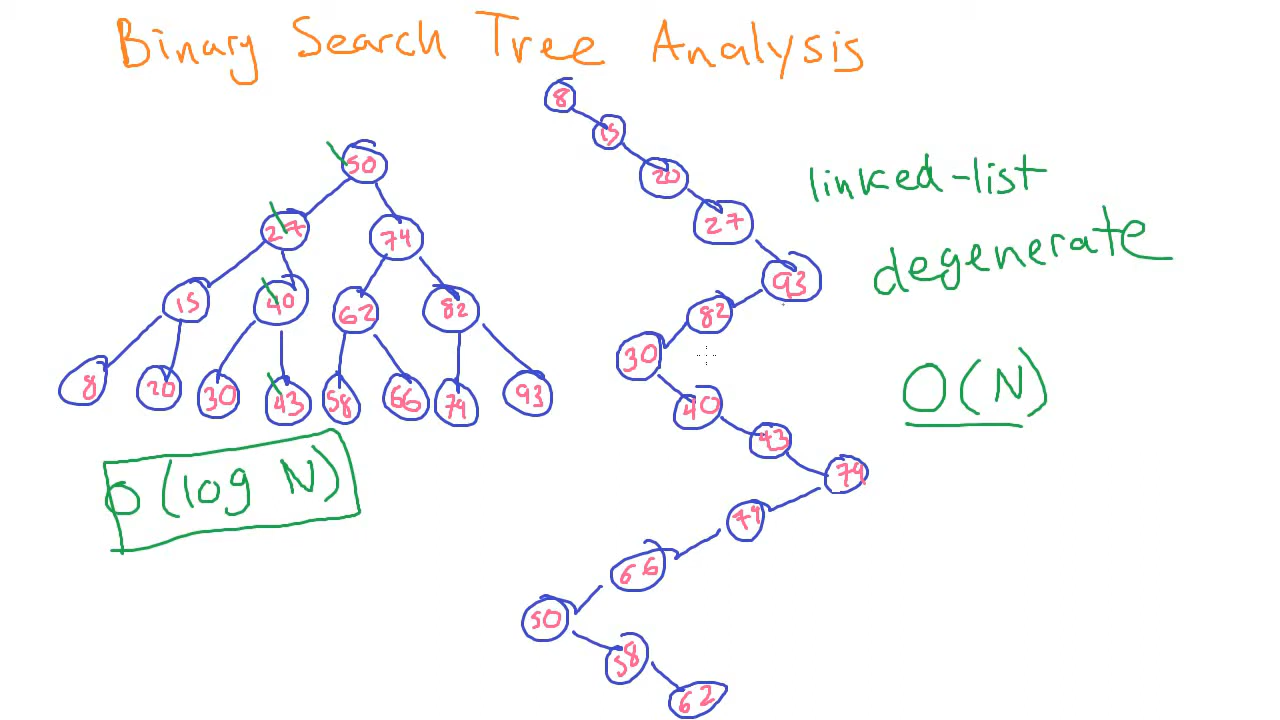 Binary Search Tree Analysis
50
27 74
15 40 62 82
8 20 30 43 58 66 79 93
O(log N)
8
15
20
27
93
82
30
40
43
79
74
66
50
58
62
linked-list
degenerate
O(N)